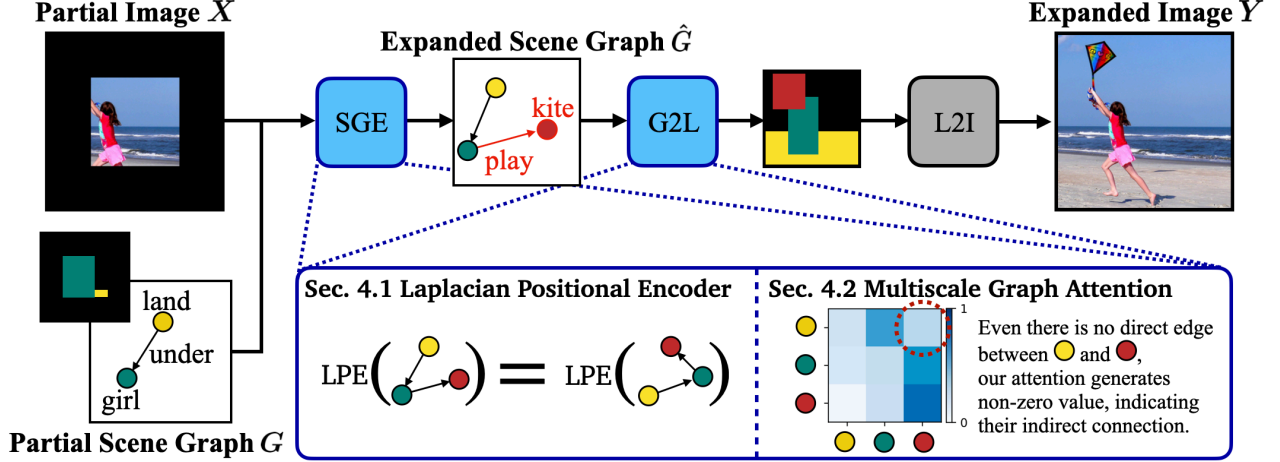 Partial Image X
Expanded Scene Graph Ĝ
Expanded Image Y
SGE
kite
play
G2L
L2I
land
under
girl
Partial Scene Graph G
Sec. 4.1 Laplacian Positional Encoder
LPE( ) = LPE( )
Sec. 4.2 Multiscale Graph Attention
1
0
Even there is no direct edge
between and ,
our attention generates
non-zero value, indicating
their indirect connection.